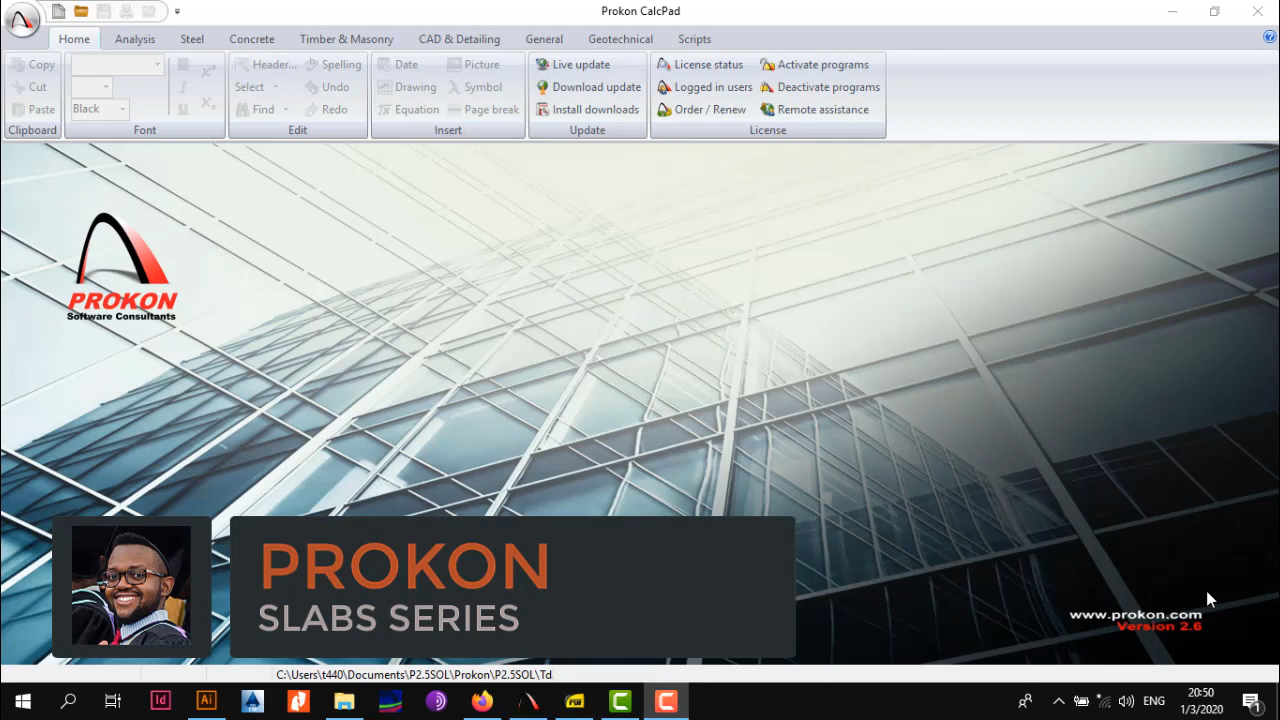 Prokon CalcPad
Home Analysis Steel Concrete Timber & Masonry CAD & Detailing General Geotechnical Scripts
Copy Header... Spelling Date Picture Live update License status Activate programs
Cut Select Undo Drawing Symbol Download update Logged in users Deactivate programs
Paste Black Find Redo Equation Page break Install downloads Order / Renew Remote assistance
Clipboard Font Edit Insert Update License
PROKON
Software Consultants
PROKON
SLABS SERIES
www.prokon.com
Version 2.6
C:\Users\t440\Documents\P2.5SOL\Prokon\P2.5SOL\Td
Id Ai ENG 20:50
1/3/2020 1